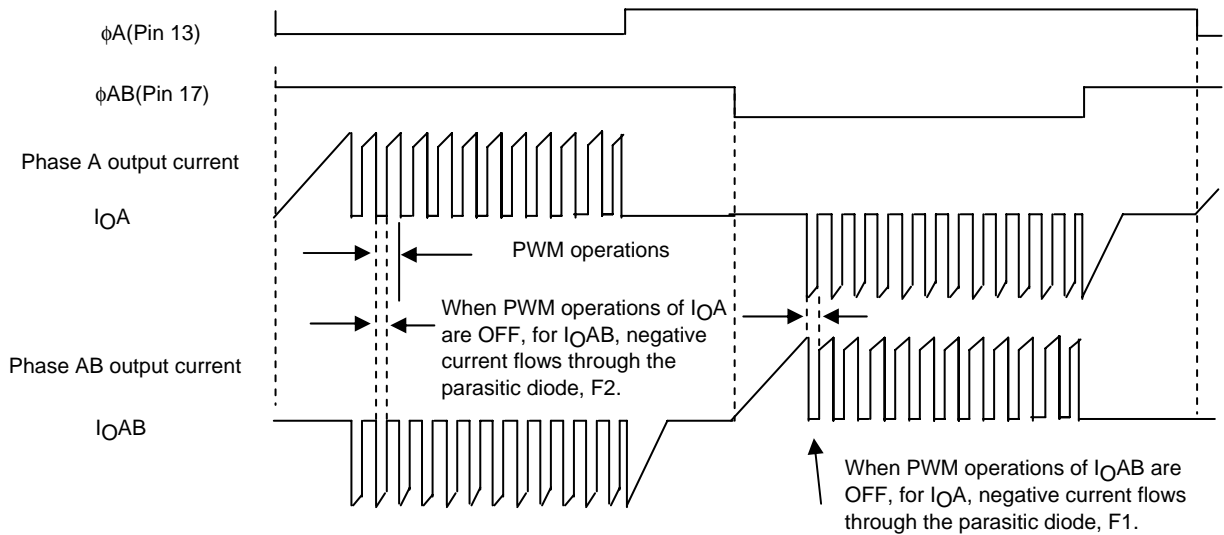 ϕA(Pin 13)
ϕAB(Pin 17)
Phase A output current
IOA
PWM operations
When PWM operations of IOA
are OFF, for IOAB, negative
current flows through the
parasitic diode, F2.
Phase AB output current
IOAB
When PWM operations of IOAB are
OFF, for IOA, negative current flows
through the parasitic diode, F1.